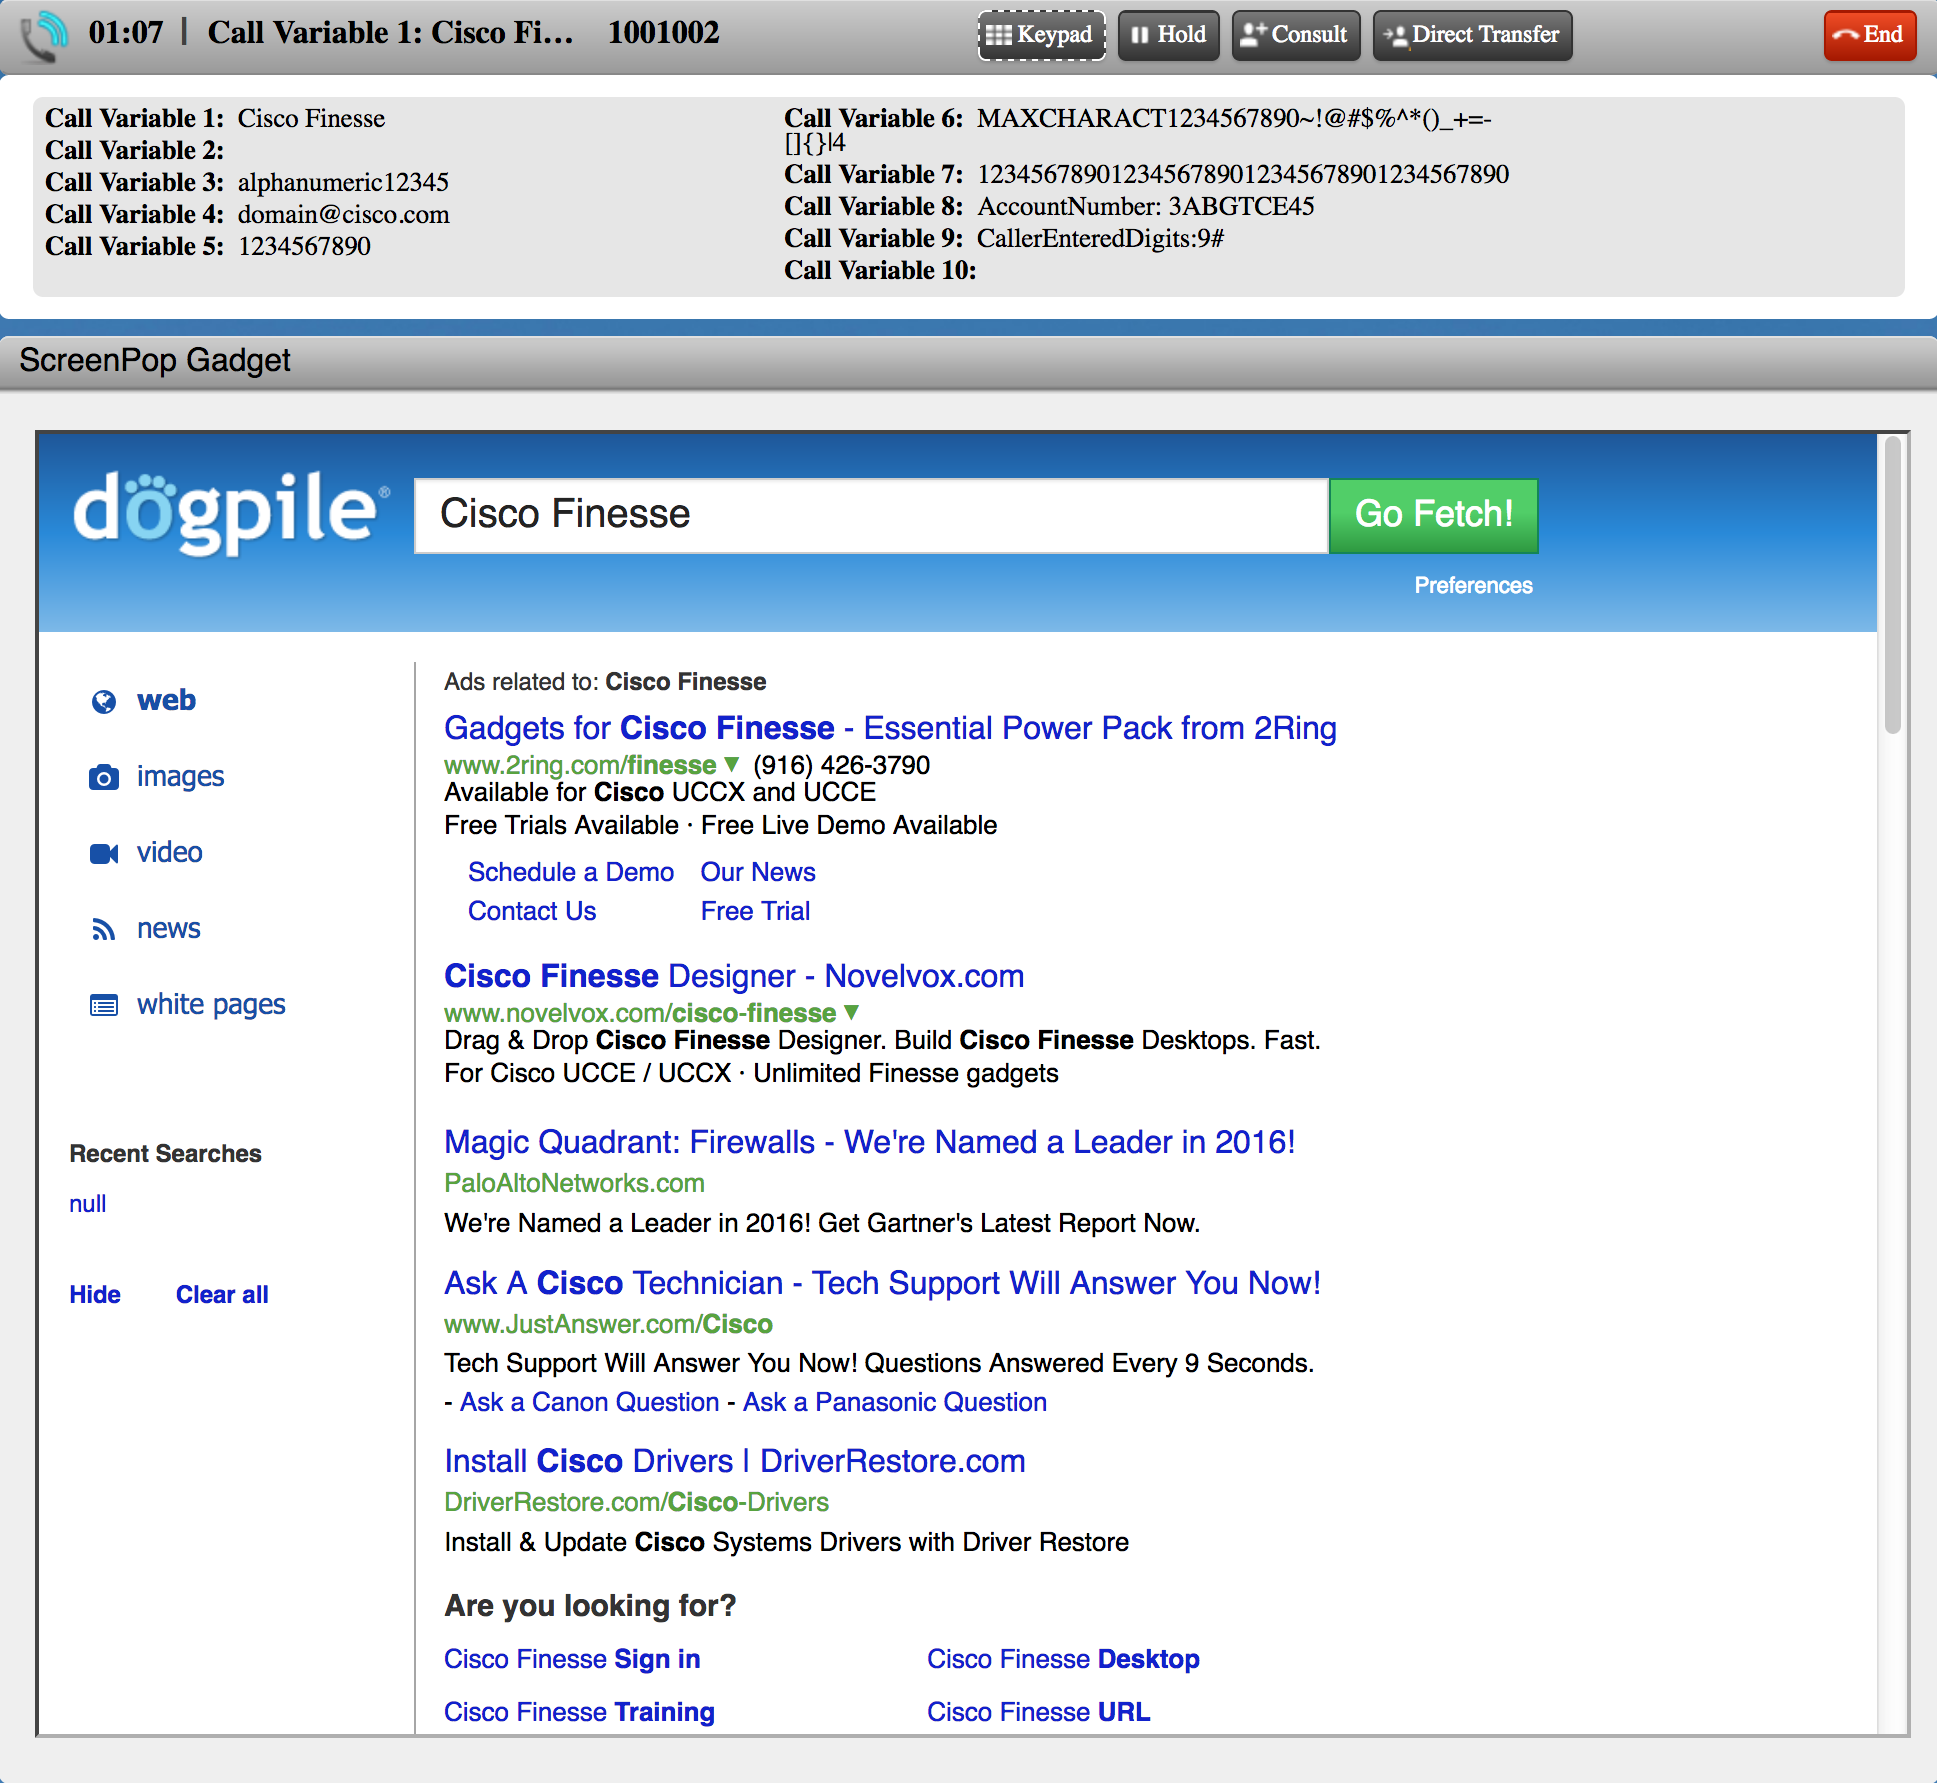 01:07 | Call Variable 1: Cisco Fi... 1001002 Keypad Hold Consult Direct Transfer End
Call Variable 1: Cisco Finesse
Call Variable 2:
Call Variable 3: alphanumeric12345
Call Variable 4: domain@cisco.com
Call Variable 5: 1234567890
Call Variable 6: MAXCHARACT1234567890~!@#$%^*()_+=-
[]{}|4
Call Variable 7: 1234567890123456789012345678901234567890
Call Variable 8: AccountNumber: 3ABGTCE45
Call Variable 9: CallerEnteredDigits:9#
Call Variable 10:
ScreenPop Gadget
dogpile® Cisco Finesse Go Fetch!
Preferences
web
images
video
news
white pages
Recent Searches
null
Hide Clear all
Ads related to: Cisco Finesse
Gadgets for Cisco Finesse - Essential Power Pack from 2Ring
www.2ring.com/finesse ▼ (916) 426-3790
Available for Cisco UCCX and UCCE
Free Trials Available · Free Live Demo Available
Schedule a Demo Our News
Contact Us Free Trial
Cisco Finesse Designer - Novelvox.com
www.novelvox.com/cisco-finesse ▼
Drag & Drop Cisco Finesse Designer. Build Cisco Finesse Desktops. Fast.
For Cisco UCCE / UCCX · Unlimited Finesse gadgets
Magic Quadrant: Firewalls - We're Named a Leader in 2016!
PaloAltoNetworks.com
We're Named a Leader in 2016! Get Gartner's Latest Report Now.
Ask A Cisco Technician - Tech Support Will Answer You Now!
www.JustAnswer.com/Cisco
Tech Support Will Answer You Now! Questions Answered Every 9 Seconds.
- Ask a Canon Question - Ask a Panasonic Question
Install Cisco Drivers | DriverRestore.com
DriverRestore.com/Cisco-Drivers
Install & Update Cisco Systems Drivers with Driver Restore
Are you looking for?
Cisco Finesse Sign in Cisco Finesse Desktop
Cisco Finesse Training Cisco Finesse URL